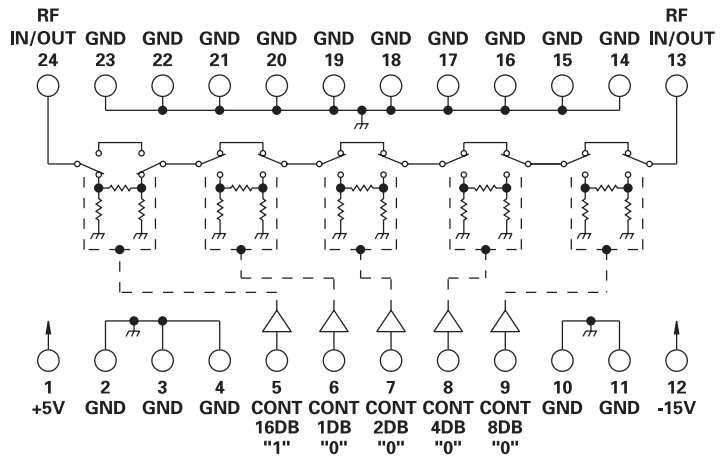 RF RF
IN/OUT GND GND GND GND GND GND GND GND GND GND IN/OUT
24 23 22 21 20 19 18 17 16 15 14 13
1 2 3 4 5 6 7 8 9 10 11 12
+5V GND GND GND CONT CONT CONT CONT CONT GND GND -15V
16DB 1DB 2DB 4DB 8DB
"1" "0" "0" "0" "0"